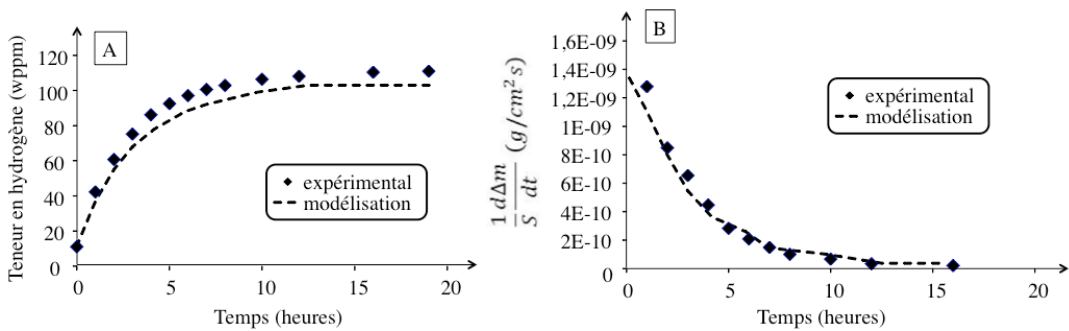 A
Teneur en hydrogène (wppm)
120
100
80
60
40
20
0
expérimental
modélisation
0 5 10 15 20
Temps (heures)
B
1 dΔm
S dt (g/cm² s)
1,6E-09
1,4E-09
1,2E-09
1E-09
8E-10
6E-10
4E-10
2E-10
0
expérimental
modélisation
0 5 10 15 20
Temps (heures)